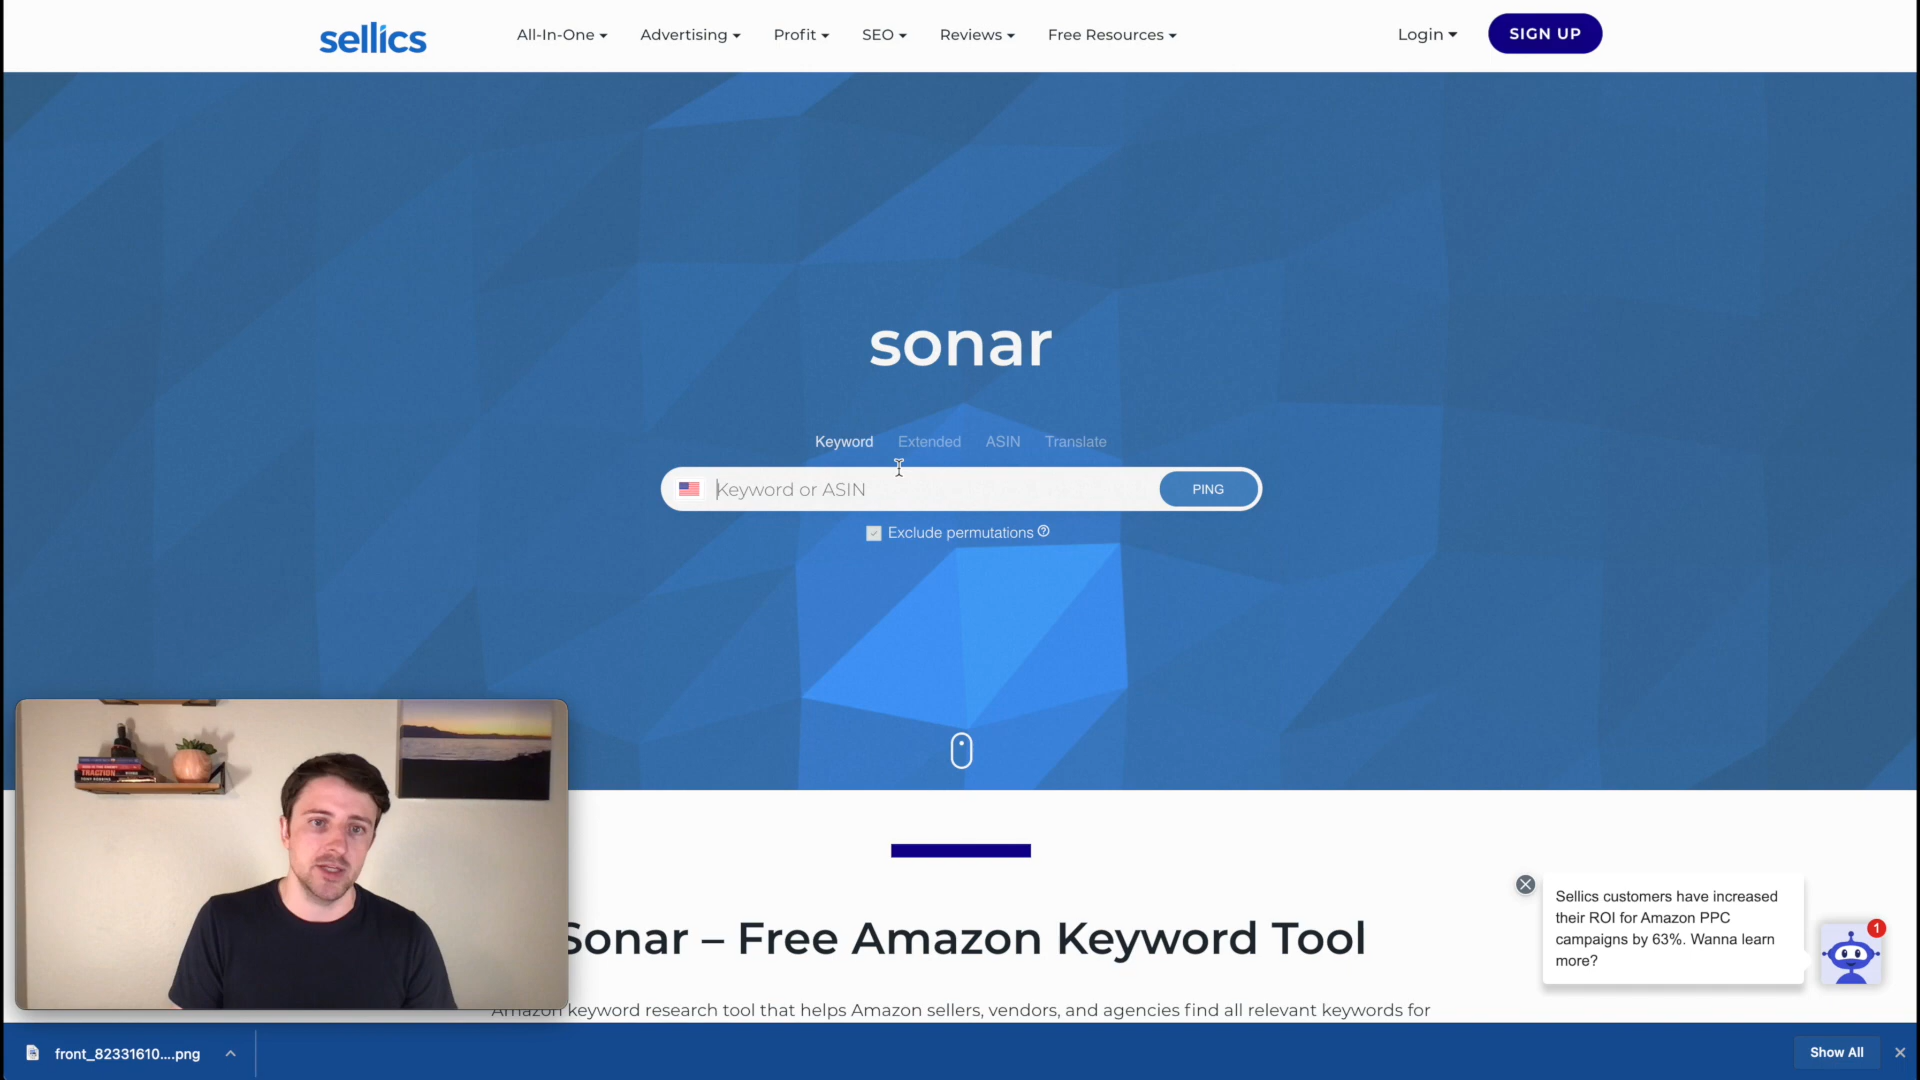 sellics
All-In-One
Advertising
Profit
SEO
Reviews
Free Resources
Login
SIGN UP
sonar
Keyword
Extended
ASIN
Translate
Keyword or ASIN
PING
Exclude permutations
TRACTION
Sonar – Free Amazon Keyword Tool
Amazon keyword research tool that helps Amazon sellers, vendors, and agencies find all relevant keywords for
Sellics customers have increased
their ROI for Amazon PPC
campaigns by 63%. Wanna learn
more?
1
front_82331610....png
Show All